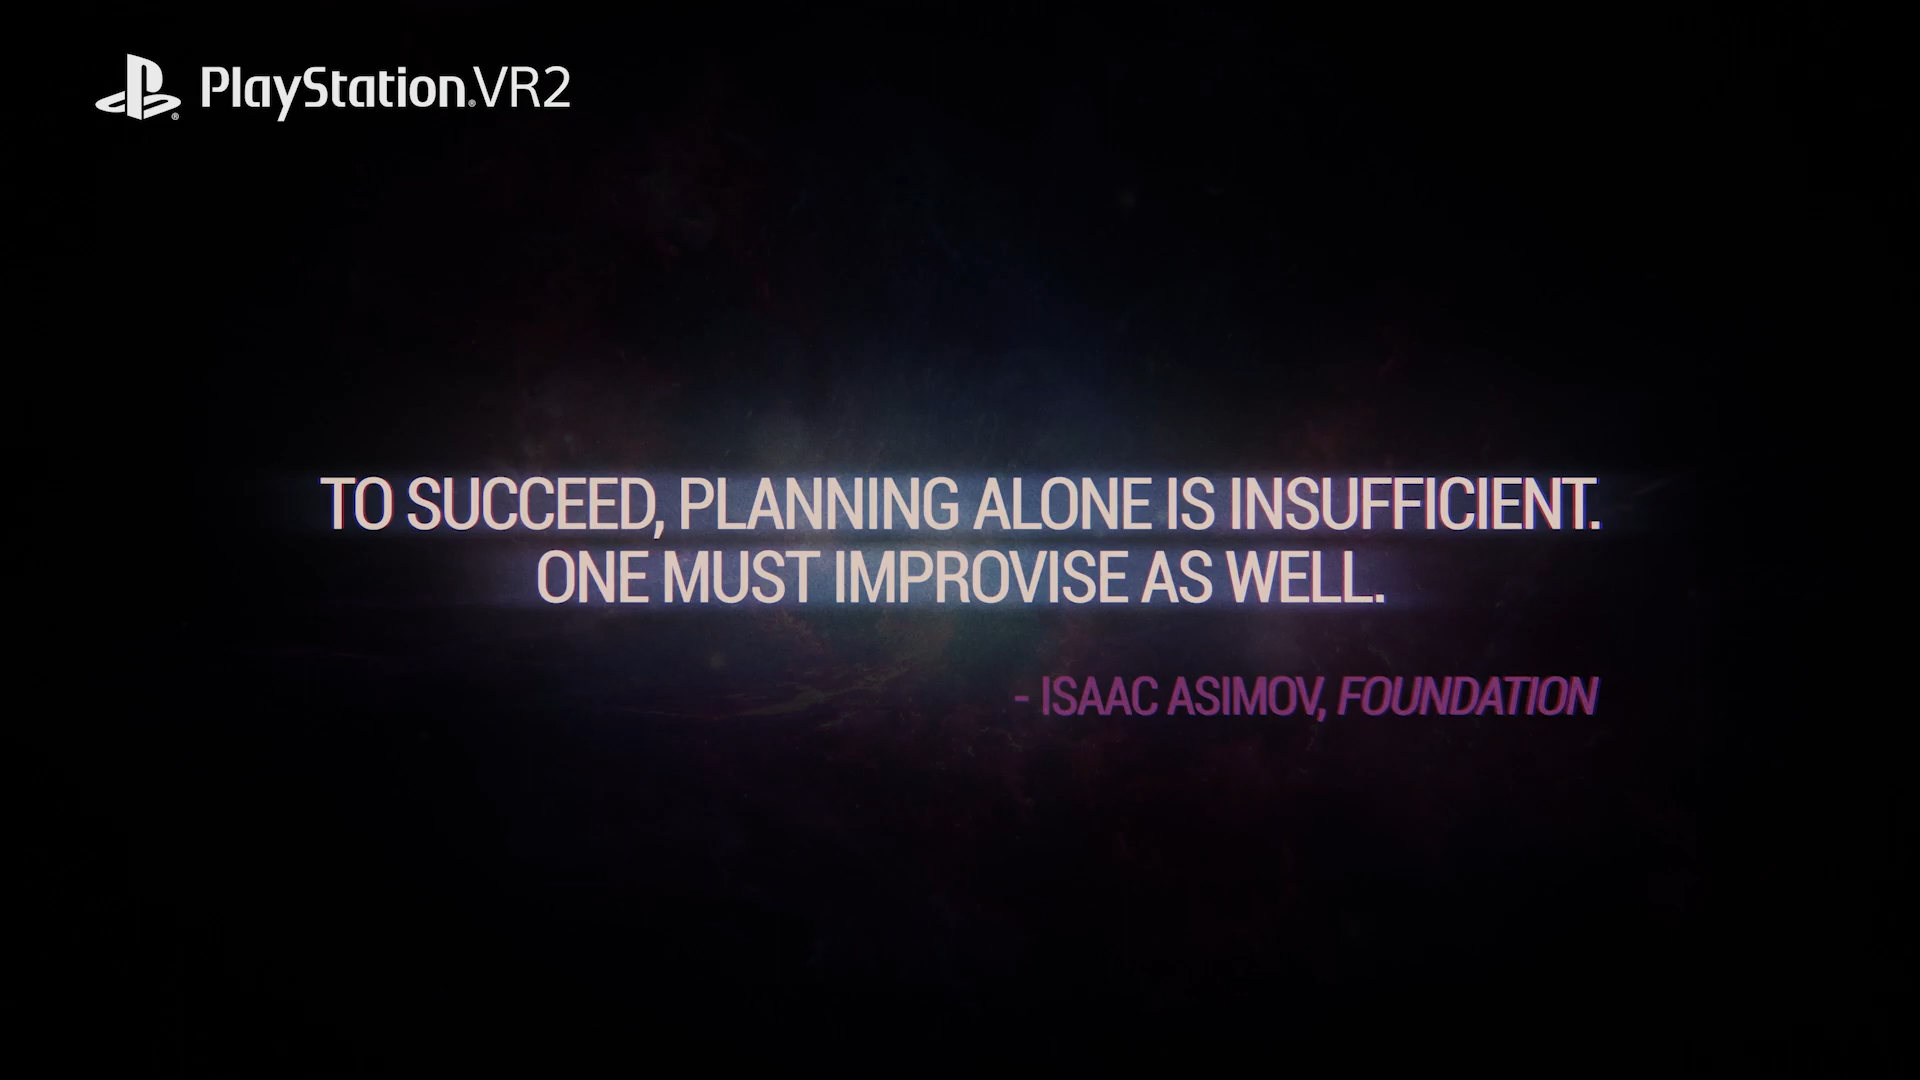 PlayStation®VR2
TO SUCCEED, PLANNING ALONE IS INSUFFICIENT.
ONE MUST IMPROVISE AS WELL.
- ISAAC ASIMOV, FOUNDATION